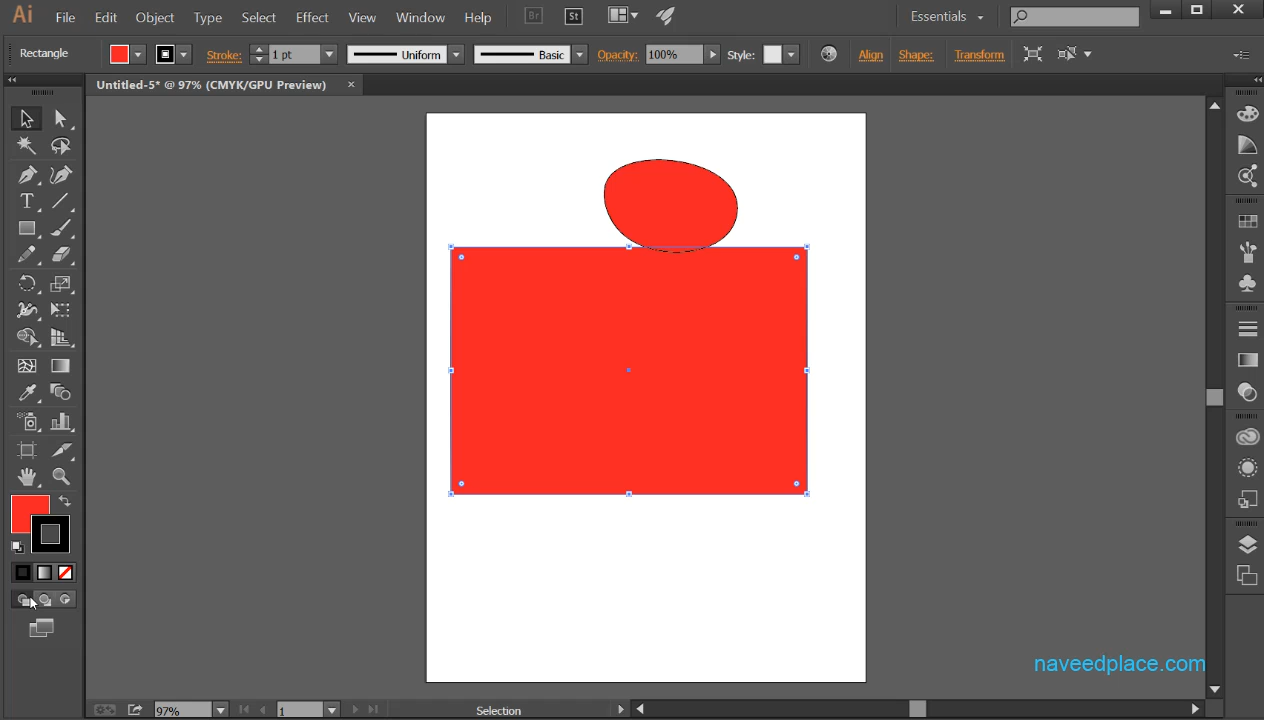 Ai File Edit Object Type Select Effect View Window Help Br St Essentials
Rectangle Stroke: 1 pt Uniform Basic Opacity: 100% Style: Align Shape: Transform
Untitled-5* @ 97% (CMYK/GPU Preview) ×
T
naveedplace.com
97% 1 Selection